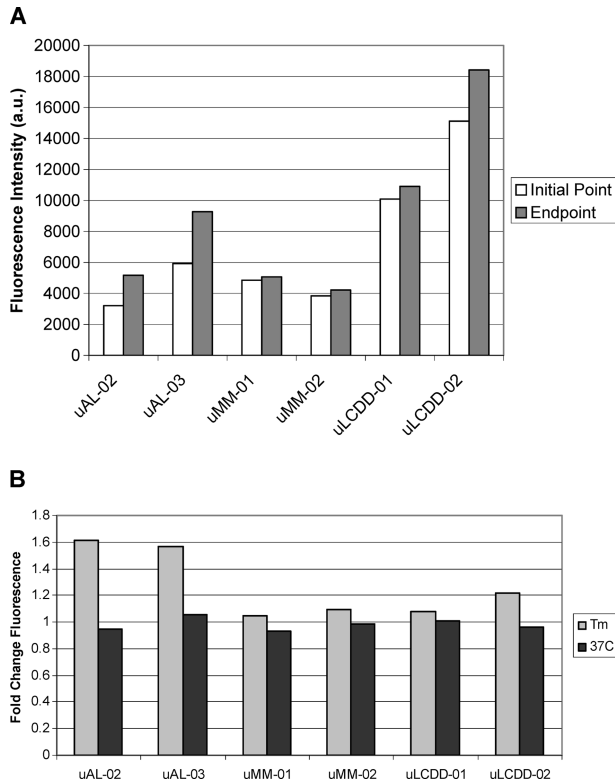 A
Fluorescence Intensity (a.u.)
20000
18000
16000
14000
12000
10000
8000
6000
4000
2000
0
uAL-02
uAL-03
uMM-01
uMM-02
uLCDD-01
uLCDD-02
Initial Point
Endpoint
B
Fold Change Fluorescence
1.8
1.6
1.4
1.2
1
0.8
0.6
0.4
0.2
0
uAL-02
uAL-03
uMM-01
uMM-02
uLCDD-01
uLCDD-02
Tm
37C